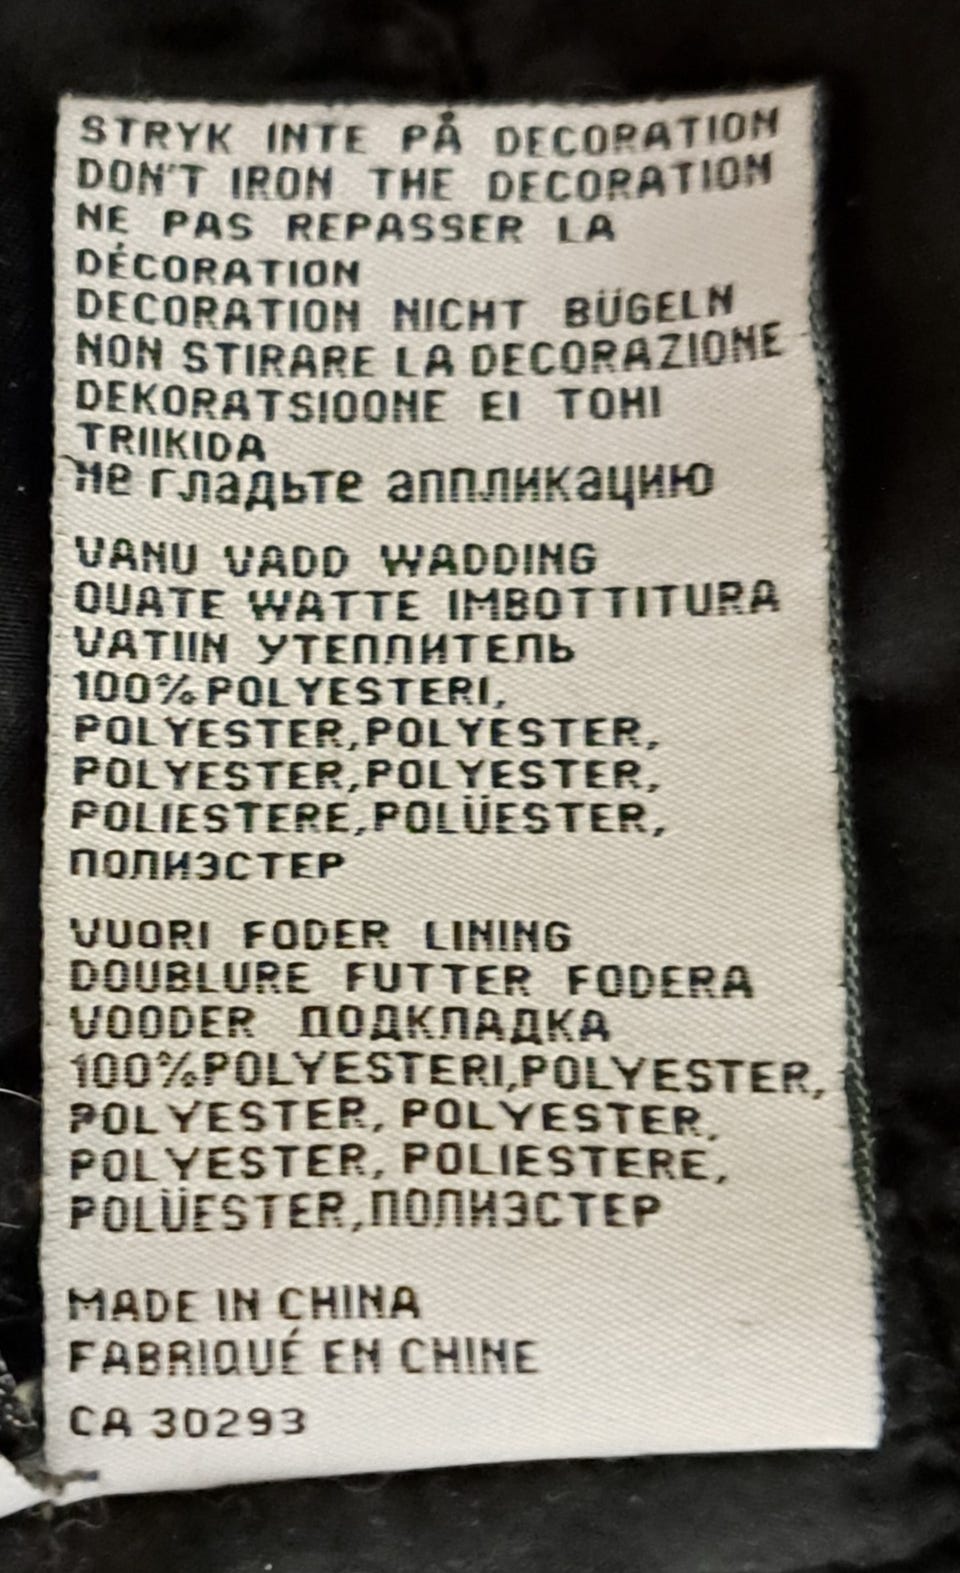 STRYK INTE PÅ DECORATION
DON'T IRON THE DECORATION
NE PAS REPASSER LA
DÉCORATION
DECORATION NICHT BÜGELN
NON STIRARE LA DECORAZIONE
DEKORATSIOONE EI TOHI
TRIIKIDA
не гладьте аппликацию
VANU VADD WADDING
OUATE WATTE IMBOTTITURA
VATIIN УТЕПЛИТЕЛЬ
100%POLYESTERI,
POLYESTER,POLYESTER,
POLYESTER,POLYESTER,
POLIESTERE,POLÜESTER,
ПОЛИЭСТЕР
VUORI FODER LINING
DOUBLURE FUTTER FODERA
VOODER ПОДКЛАДКА
100%POLYESTERI,POLYESTER,
POLYESTER, POLYESTER,
POLYESTER, POLIESTERE,
POLÜESTER,ПОЛИЭСТЕР
MADE IN CHINA
FABRIQUÉ EN CHINE
CA 30293